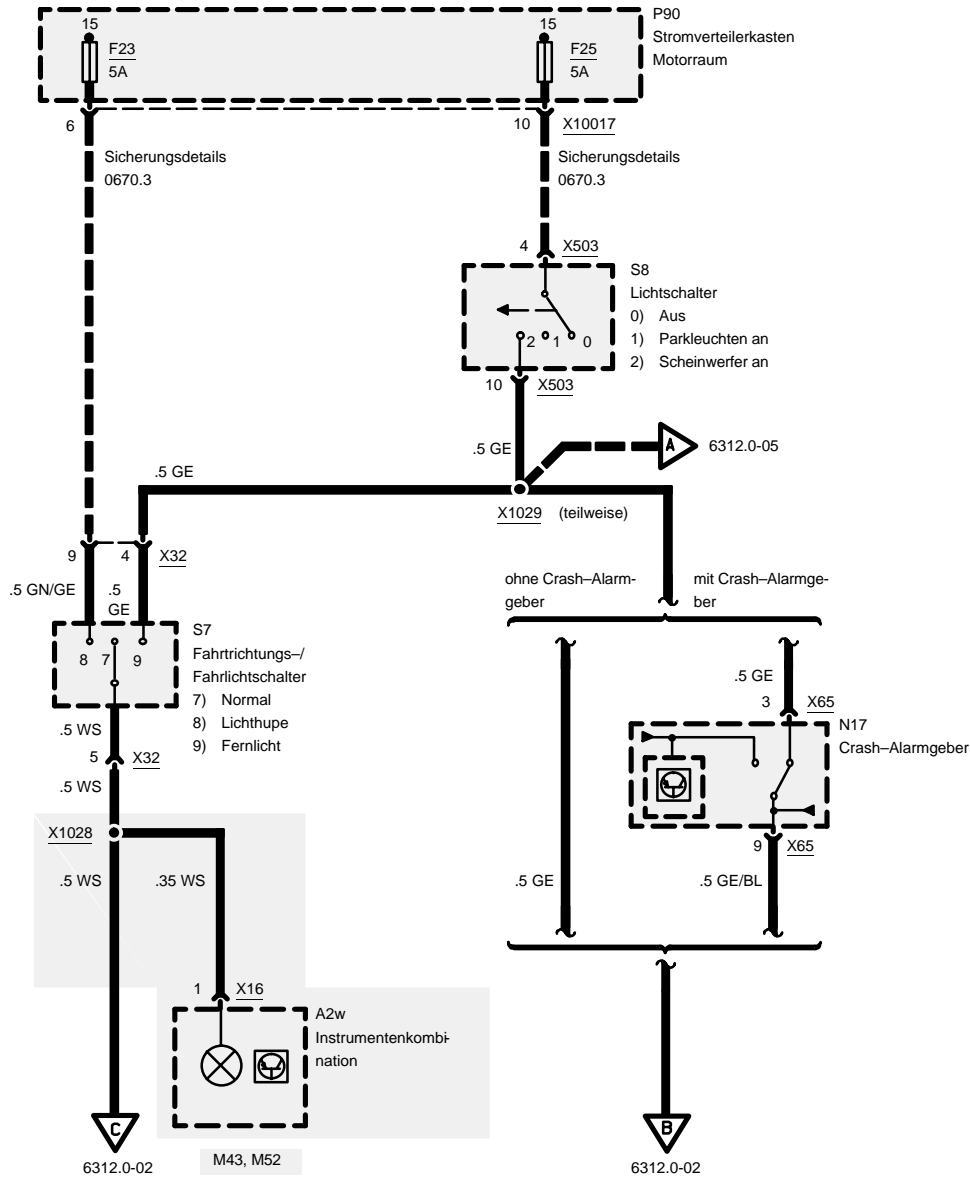 P90
Stromverteilerkasten
Motorraum
15
F23
5A
15
F25
5A
6
10
X10017
Sicherungsdetails
0670.3
Sicherungsdetails
0670.3
4
X503
S8
Lichtschalter
0) Aus
1) Parkleuchten an
2) Scheinwerfer an
2
1
0
10
X503
.5 GE
A
6312.0-05
.5 GE
X1029 (teilweise)
9
4
X32
.5 GN/GE
.5
GE
ohne Crash–Alarm-
geber
mit Crash–Alarmge-
ber
S7
Fahrtrichtungs–/
Fahrlichtschalter
7) Normal
8) Lichthupe
9) Fernlicht
8
7
9
.5 WS
5
X32
.5 WS
.5 GE
3
X65
N17
Crash–Alarmgeber
9
X65
X1028
.5 WS
.35 WS
.5 GE
.5 GE/BL
1
X16
A2w
Instrumentenkombi-
nation
C
B
6312.0-02
M43, M52
6312.0-02